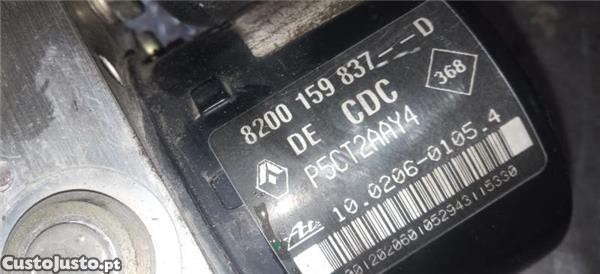 8200 159 837---D
DE CDC
368
P5CT2AAY4
10.0206-0105.4
CustoJusto.pt